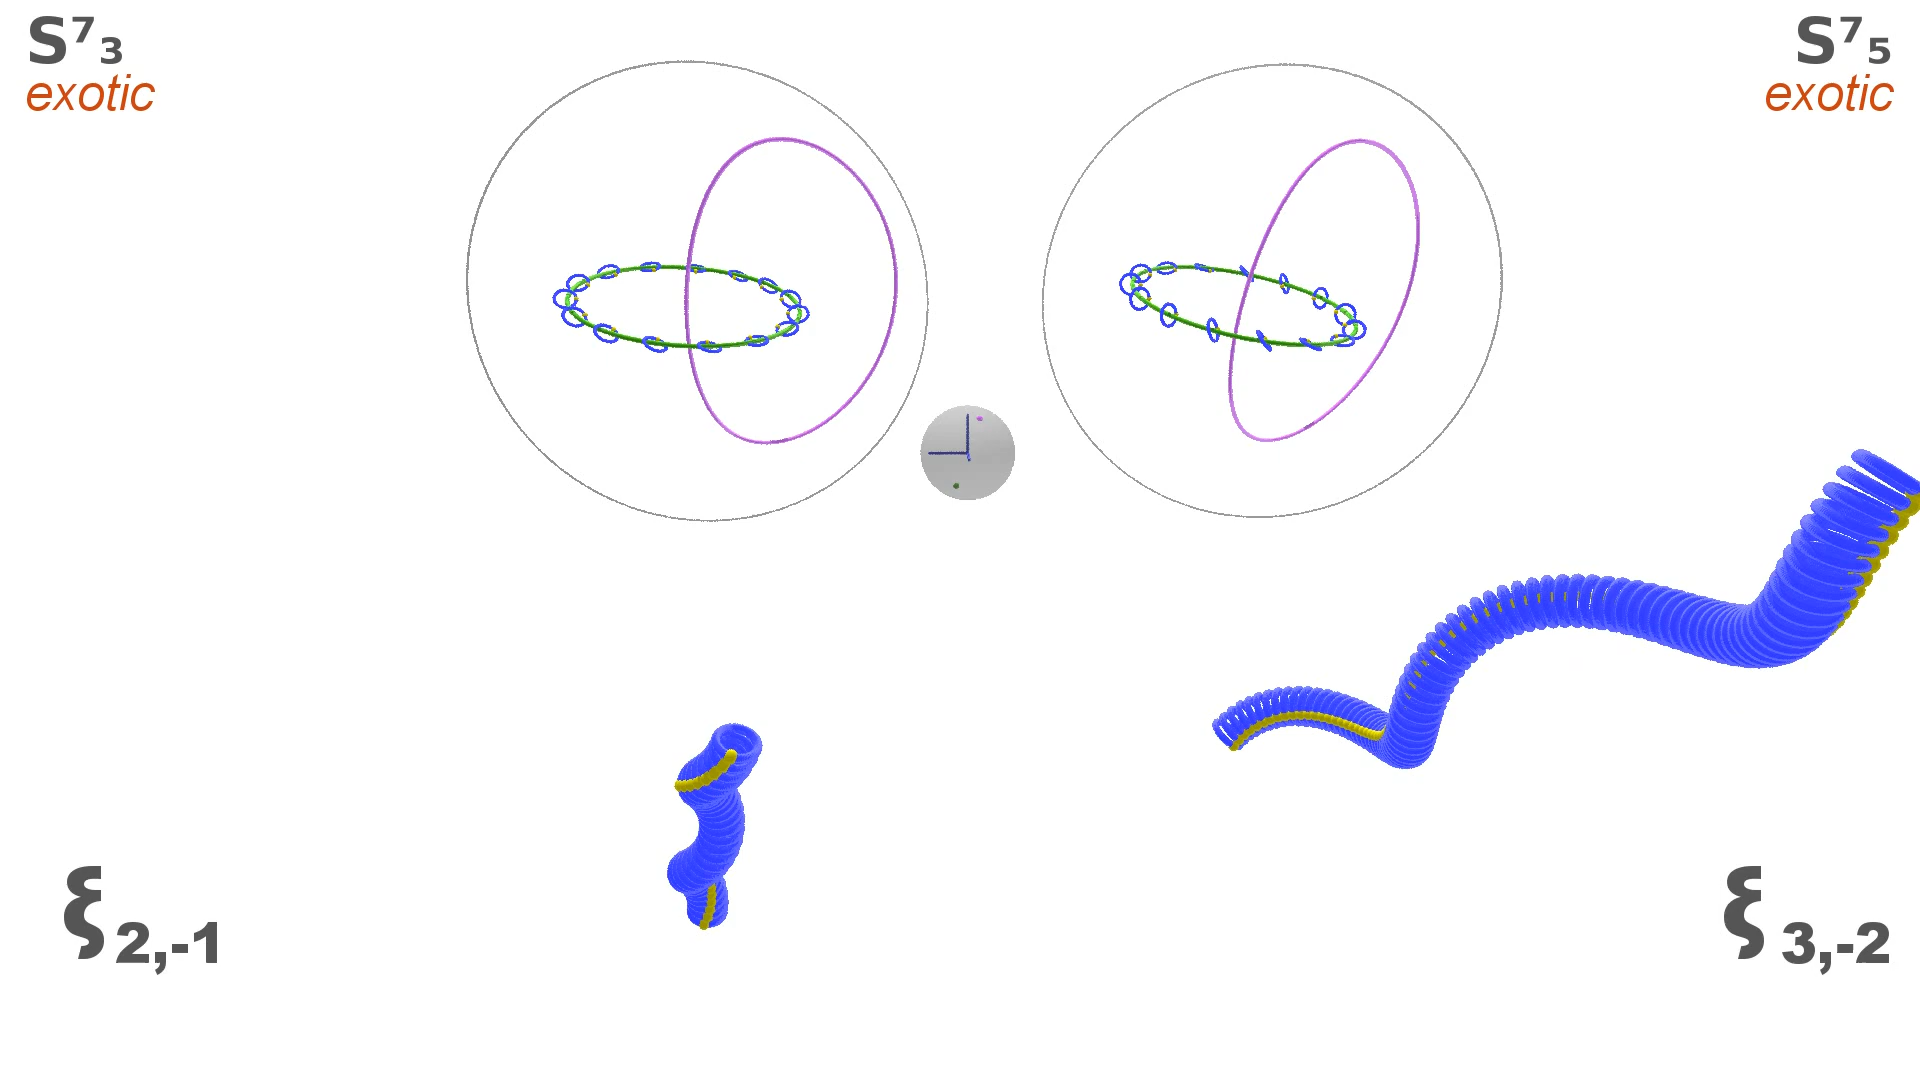 S⁷₃
exotic
S⁷₅
exotic
ξ₂,₋₁
ξ₃,₋₂